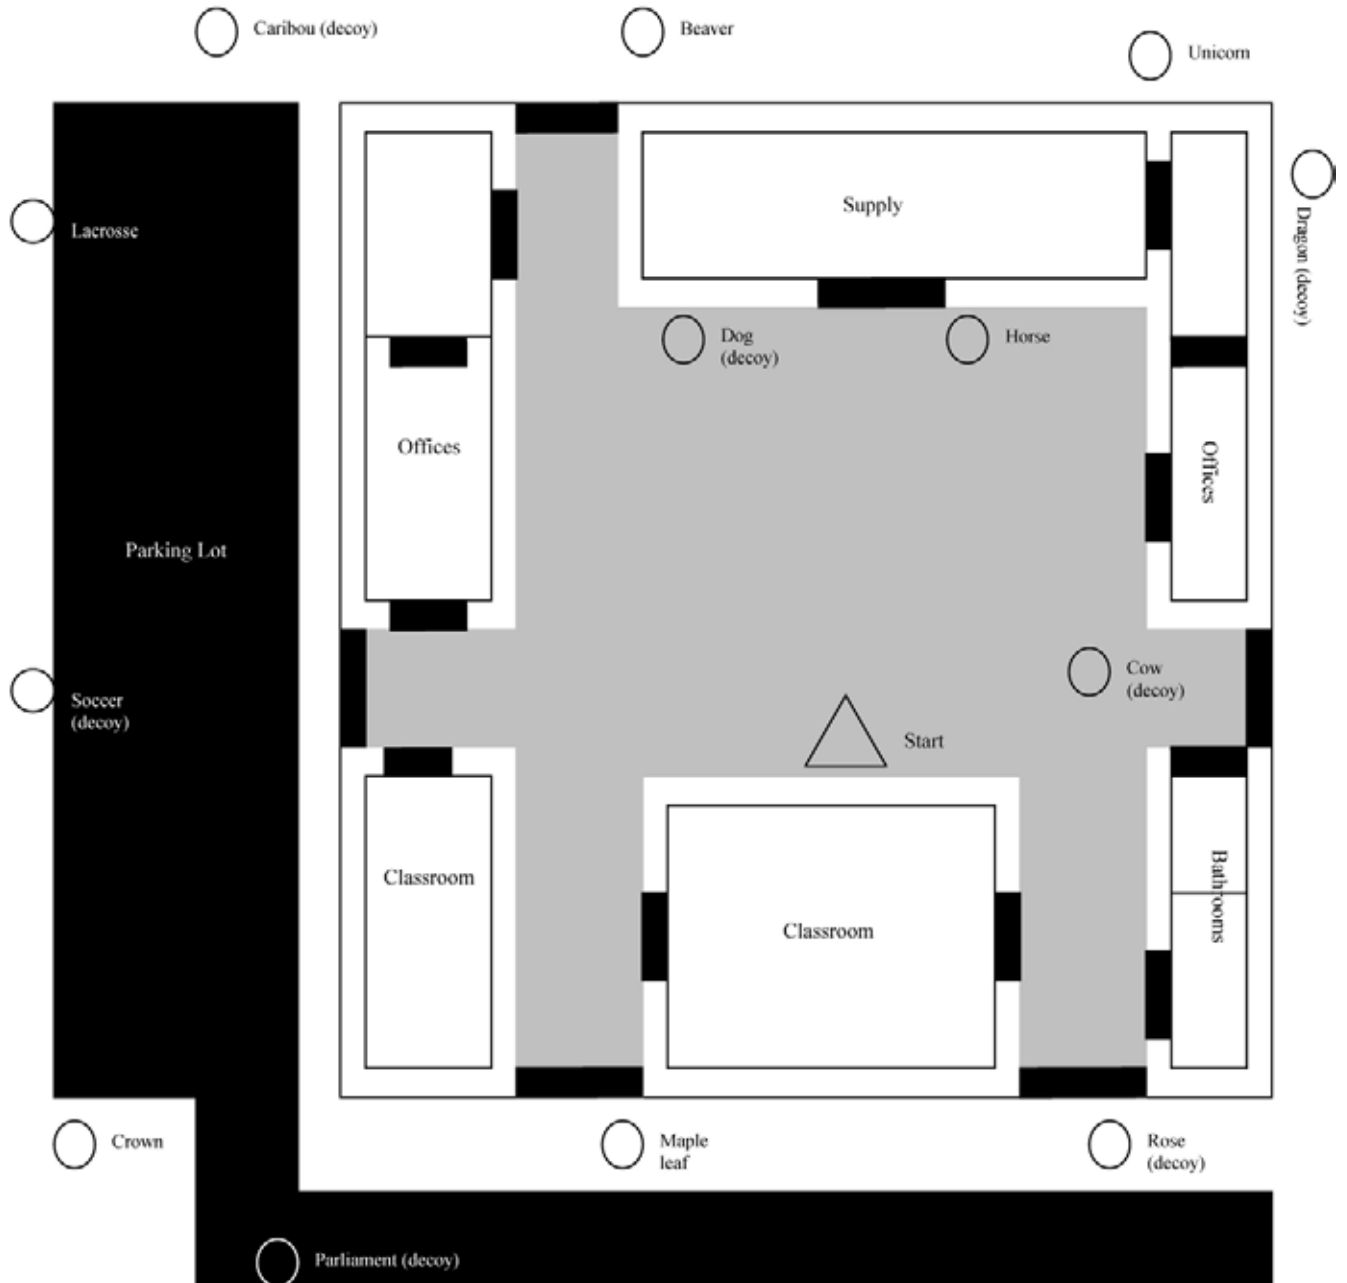 Caribou (decoy)
Beaver
Unicorn
Supply
Lacrosse
Dragon (decoy)
Dog
(decoy)
Horse
Offices
Offices
Parking Lot
Cow
(decoy)
Soccer
(decoy)
Start
Classroom
Bathrooms
Classroom
Crown
Maple
leaf
Rose
(decoy)
Parliament (decoy)